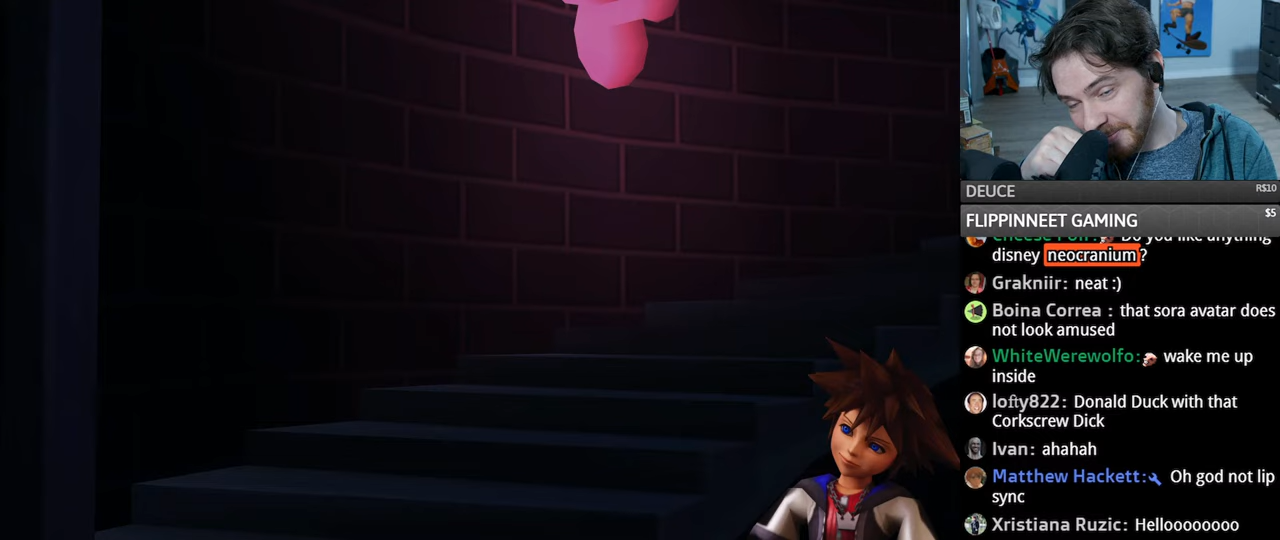 DEUCE R$10
FLIPPINNEET GAMING $5
Do you like anything
disney neocranium?
Grakniir: neat :)
Boina Correa : that sora avatar does
not look amused
WhiteWerewolfo: wake me up
inside
lofty822: Donald Duck with that
Corkscrew Dick
Ivan: ahahah
Matthew Hackett: Oh god not lip
sync
Xristiana Ruzic: Helloooooooo